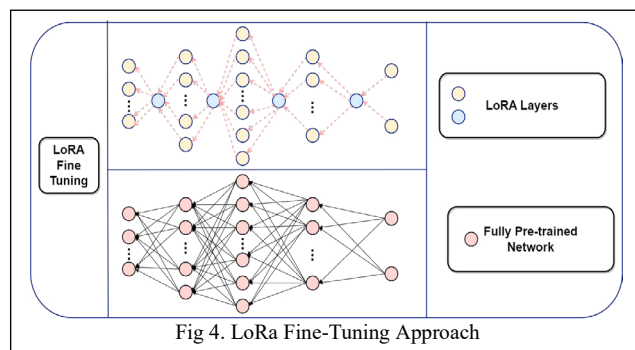 LoRA
Fine
Tuning
LoRA Layers
Fully Pre-trained
Network
Fig 4. LoRa Fine-Tuning Approach